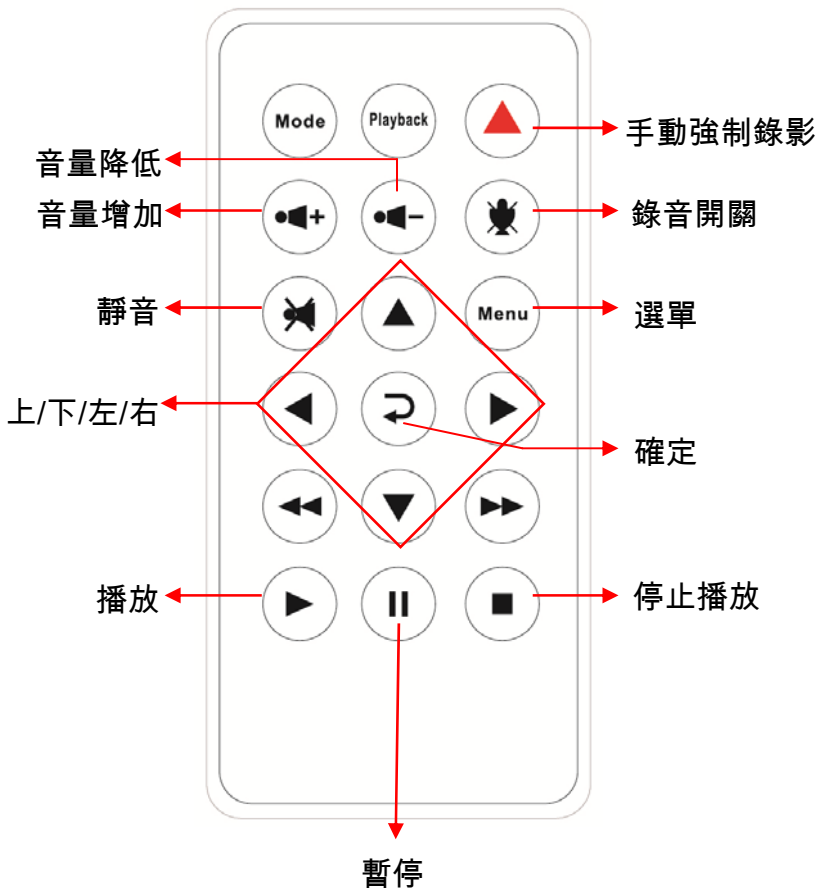 Mode
Playback
手動強制錄影
音量降低
音量增加
錄音開關
靜音
Menu
選單
上/下/左/右
確定
播放
停止播放
暫停